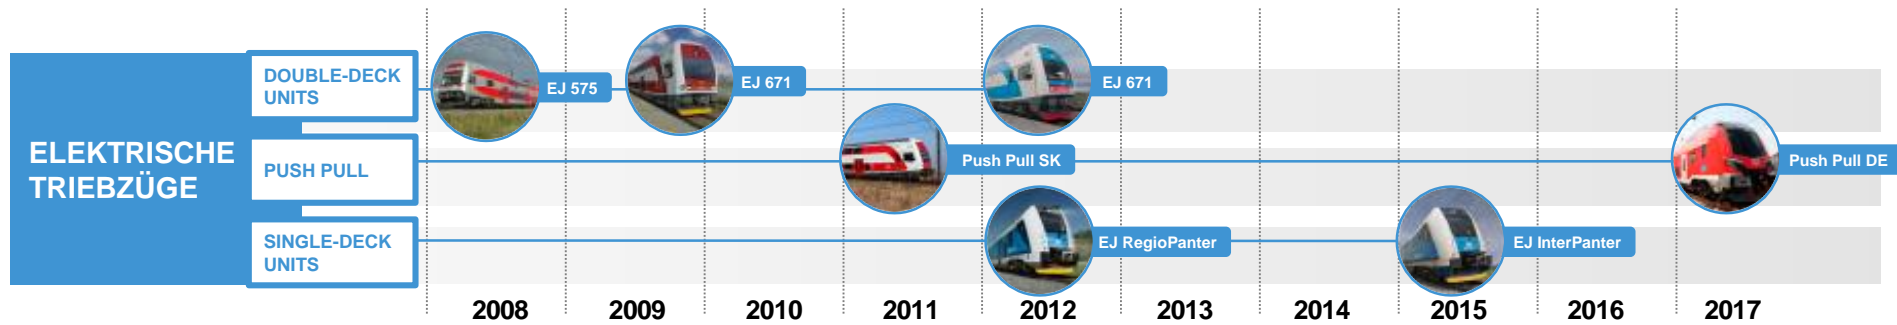 ELEKTRISCHE
TRIEBZÜGE
DOUBLE-DECK
UNITS
EJ 575
EJ 671
EJ 671
PUSH PULL
Push Pull SK
Push Pull DE
SINGLE-DECK
UNITS
EJ RegioPanter
EJ InterPanter
2008 2009 2010 2011 2012 2013 2014 2015 2016 2017